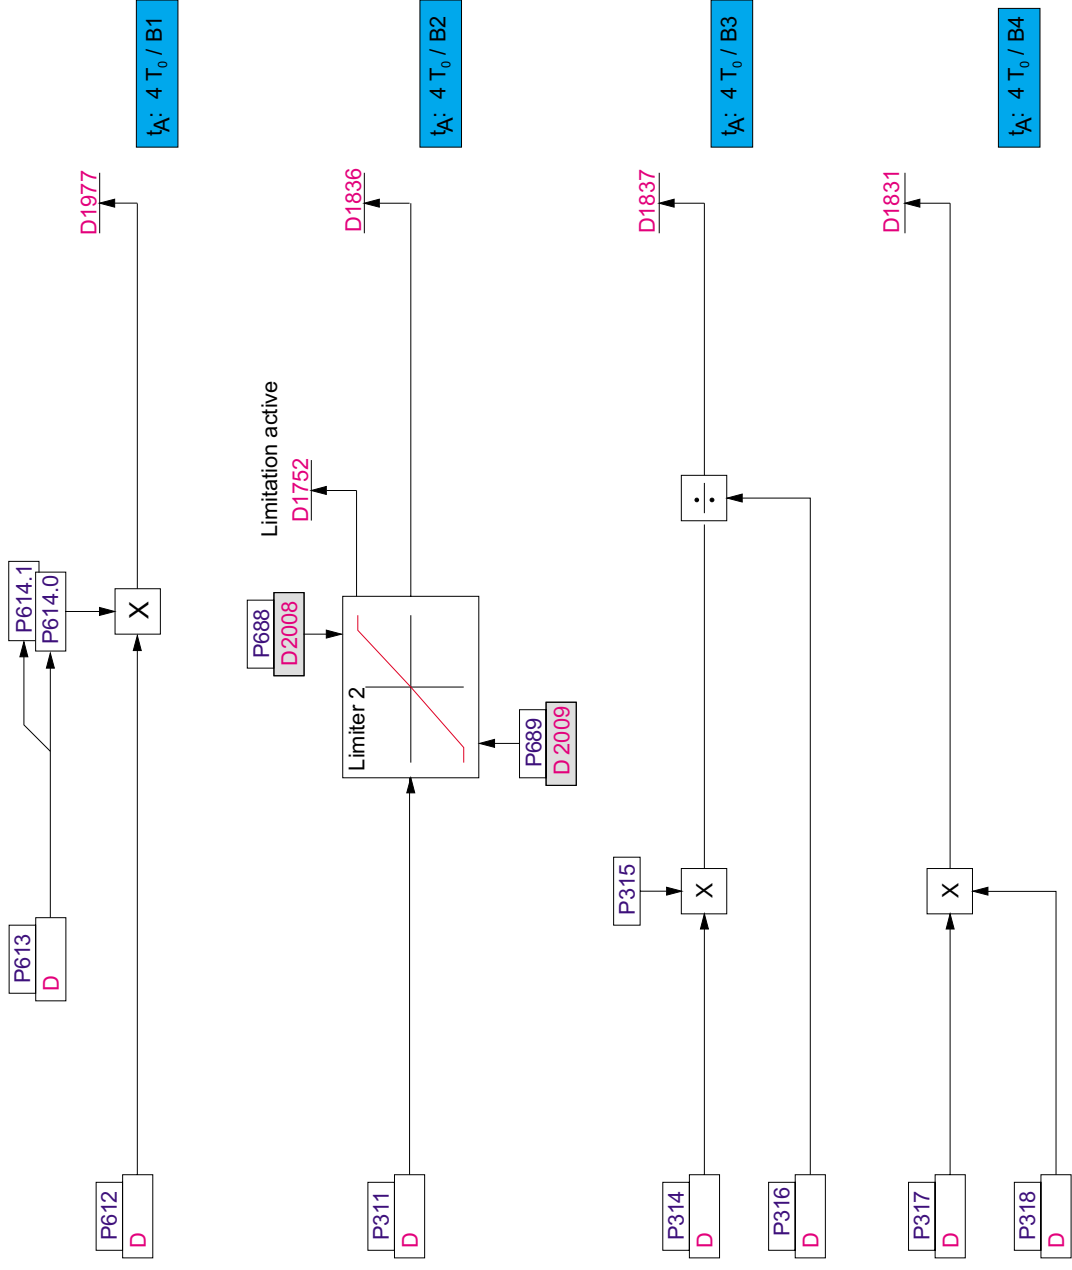 P612
D
P613
D
P614.1
P614.0
X
D1977
tA: 4 T0 / B1
P311
D
Limiter 2
P688
D2008
P689
D 2009
Limitation active
D1752
D1836
tA: 4 T0 / B2
P314
D
P315
X
P316
D
÷
D1837
tA: 4 T0 / B3
P317
D
P318
D
X
D1831
tA: 4 T0 / B4